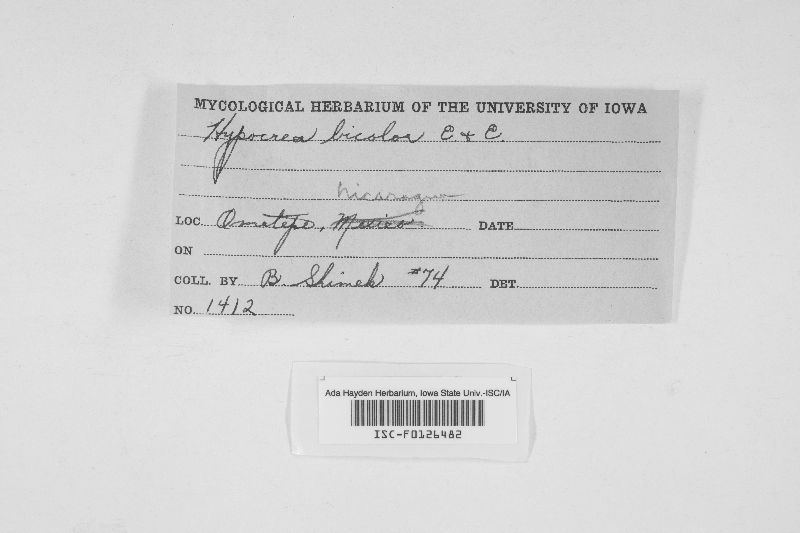 MYCOLOGICAL HERBARIUM OF THE UNIVERSITY OF IOWA
Hypocrea bicolor E & E.
Nicaragua
LOC. Ometepe, Mexico DATE
ON
COLL. BY B. Shimek #74 DET.
NO. 1412
Ada Hayden Herbarium, Iowa State Univ.-ISC/IA
ISC-F0126482